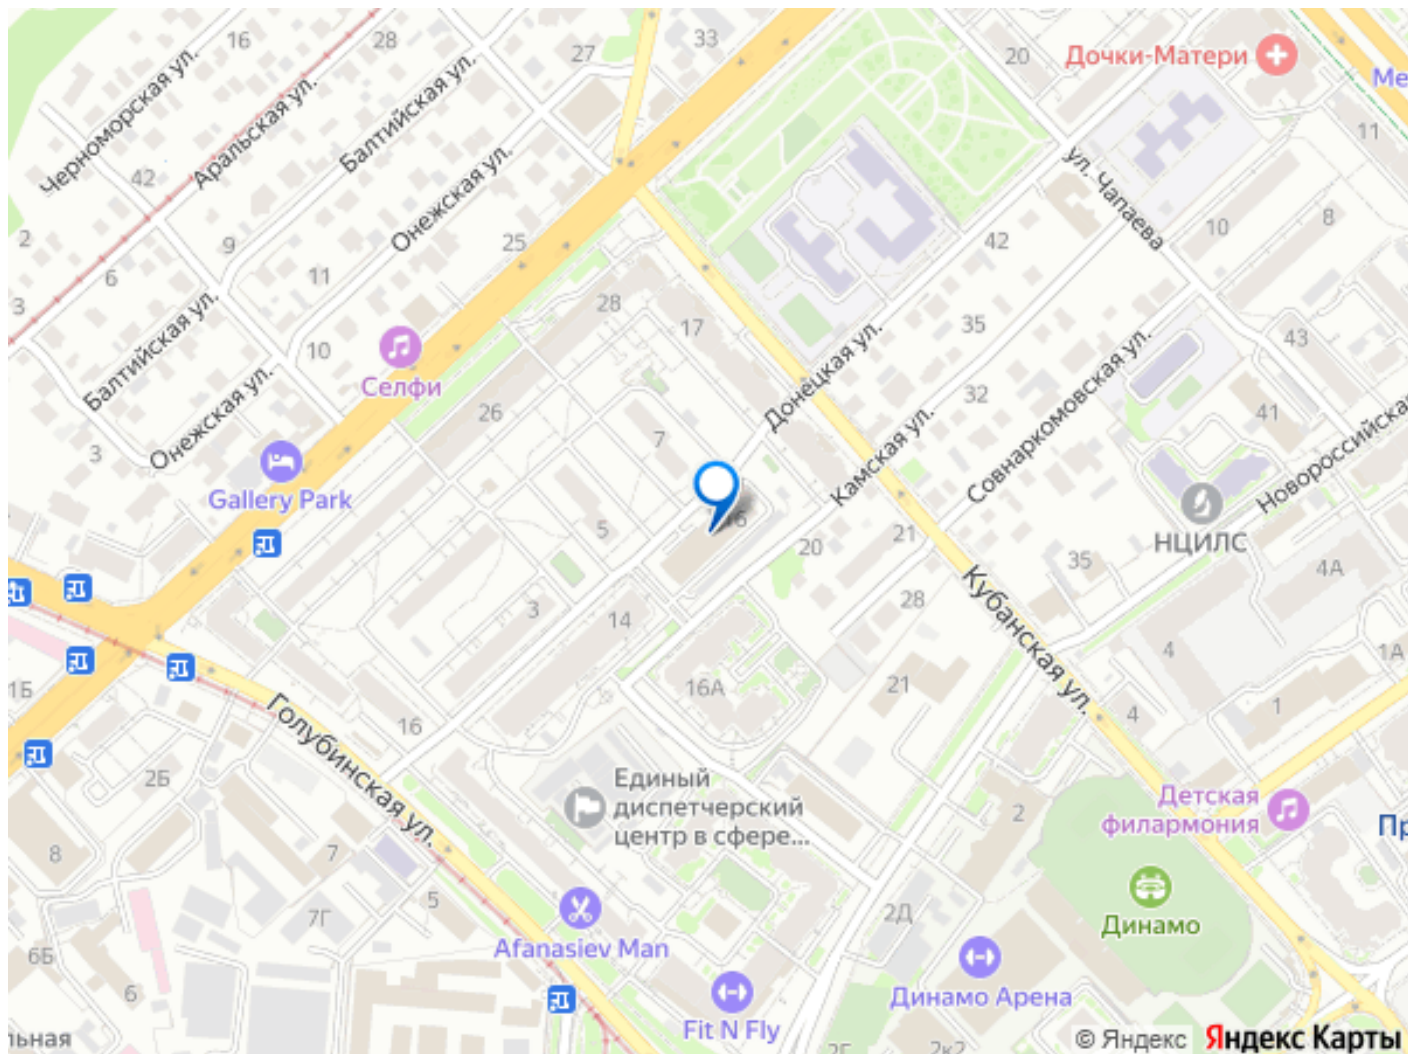 Черноморская ул.
16
28
Аральская ул.
Балтийская ул.
27
33
20
Дочки-Матери
Ме
11
42
Онежская ул.
ул. Чапаева
2
9
25
42
10
8
6
11
3
28
17
35
43
Балтийская ул.
10
Селфи
Донецкая ул.
Совнаркомовская ул.
Онежская ул.
26
7
32
41
Камская ул.
Новороссийская
3
Gallery Park
5
20
21
НЦИЛС
35
4А
3
14
28
Кубанская ул.
4
1А
1Б
16А
21
4
1
16
Голубинская ул.
2Б
Единый
диспетчерский
центр в сфере...
Детская
филармония
2
Пр
8
7
7Г
5
2Д
Динамо
Afanasiev Man
6Б
6
Динамо Арена
Fit N Fly
льная
2Г
2к2
© Яндекс Яндекс Карты